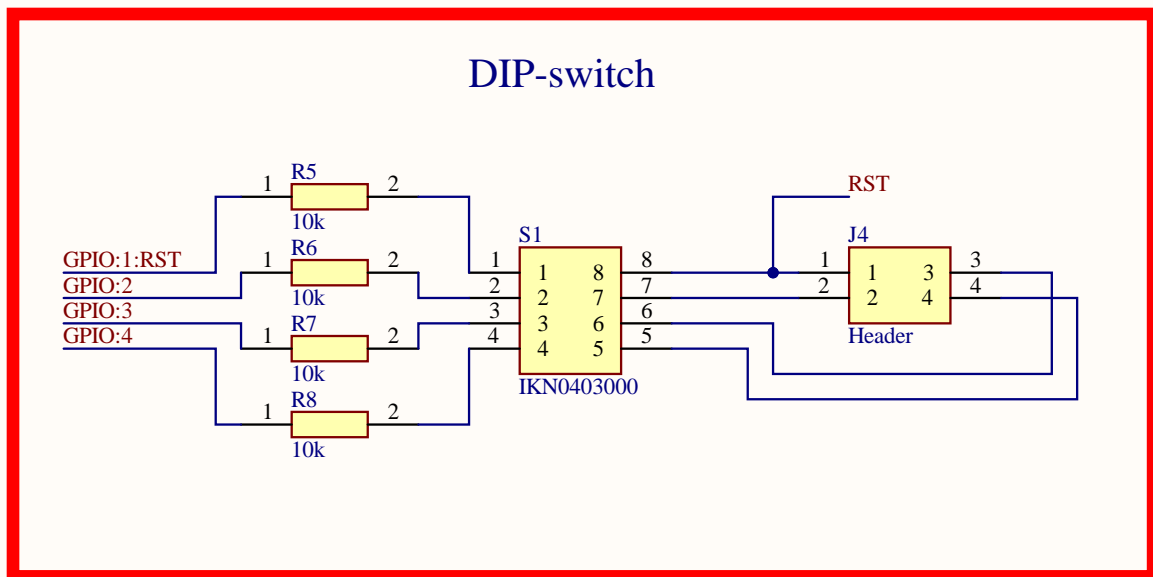 DIP-switch
R5
1 2
10k
RST
GPIO:1:RST
GPIO:2
GPIO:3
GPIO:4
R6
1 2
10k
R7
1 2
10k
R8
1 2
10k
S1
1 1 8 8
2 2 7 7
3 3 6 6
4 4 5 5
IKN0403000
J4
1 1 3 3
2 2 4 4
Header